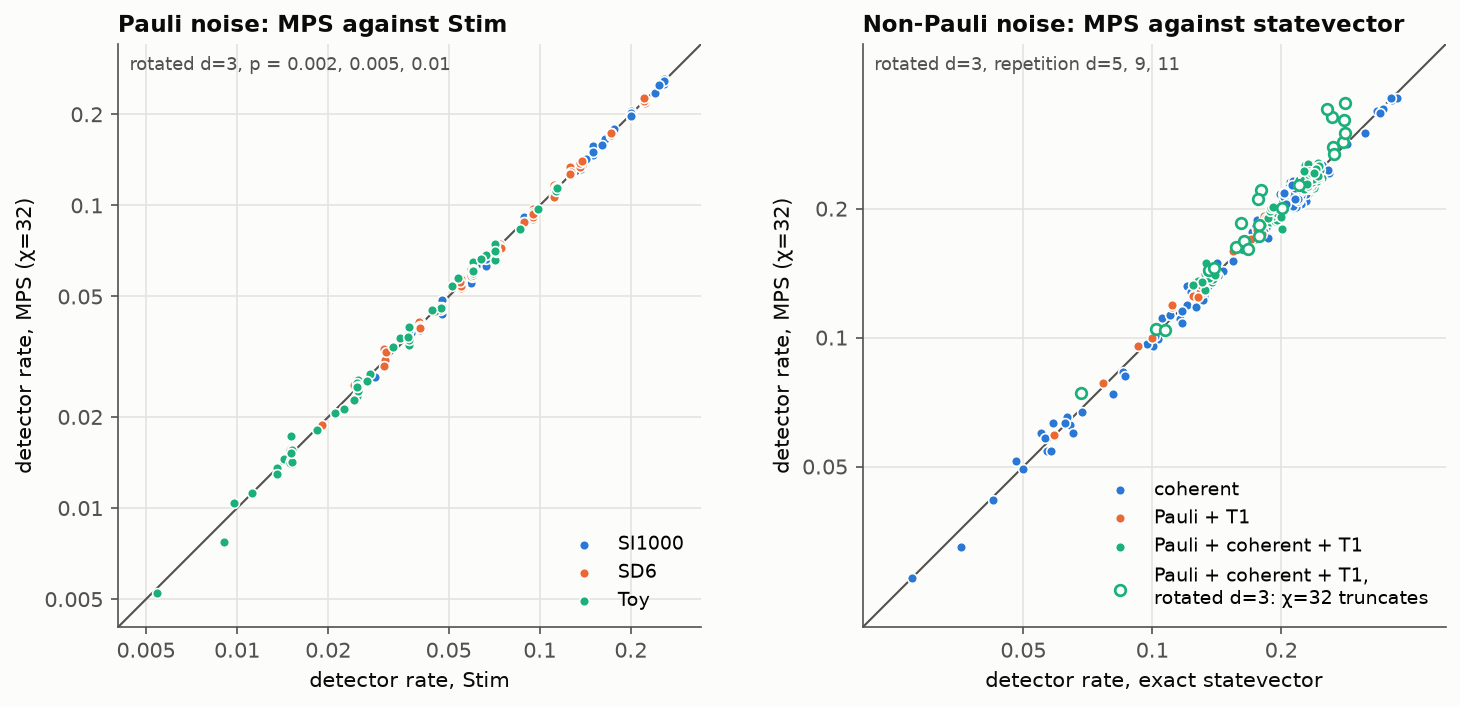 Pauli noise: MPS against Stim
rotated d=3, p = 0.002, 0.005, 0.01
detector rate, MPS (χ=32)
0.2
0.1
0.05
0.02
0.01
0.005
SI1000
SD6
Toy
0.005
0.01
0.02
0.05
0.1
0.2
detector rate, Stim
Non-Pauli noise: MPS against statevector
rotated d=3, repetition d=5, 9, 11
detector rate, MPS (χ=32)
0.2
0.1
0.05
coherent
Pauli + T1
Pauli + coherent + T1
Pauli + coherent + T1,
rotated d=3: χ=32 truncates
0.05
0.1
0.2
detector rate, exact statevector